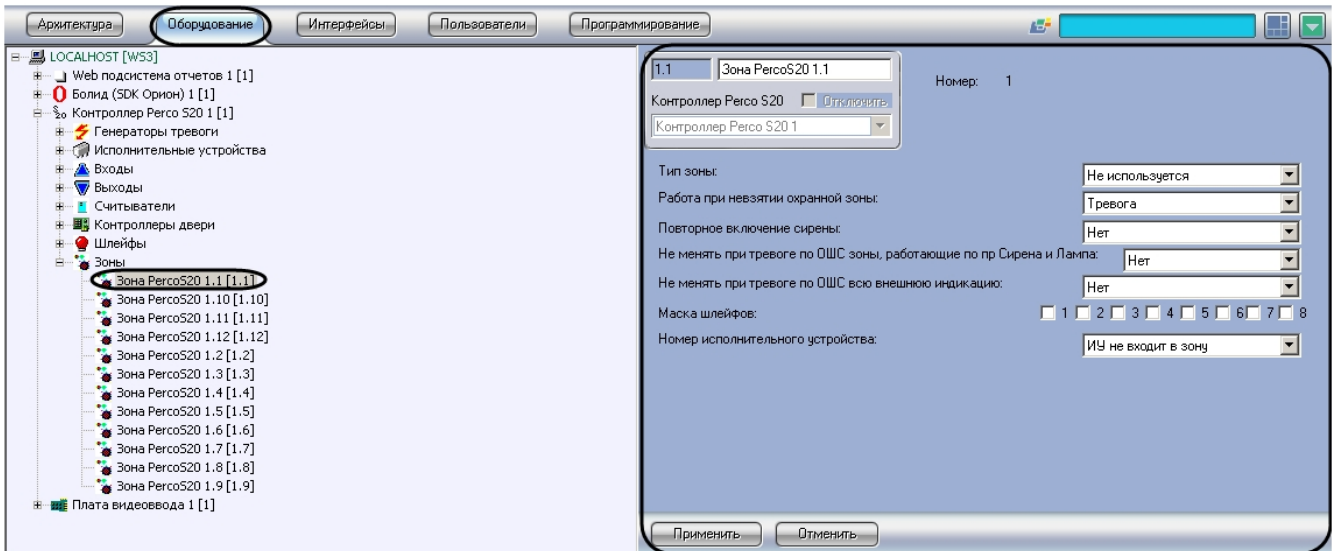 Архитектура Оборудование Интерфейсы Пользователи Программирование
LOCALHOST [WS3]
Web подсистема отчетов 1 [1]
Болид (SDK Орион) 1 [1]
Контроллер Perco S20 1 [1]
Генераторы тревоги
Исполнительные устройства
Входы
Выходы
Считыватели
Контроллеры двери
Шлейфы
Зоны
Зона PercoS20 1.1 [1.1]
Зона PercoS20 1.10 [1.10]
Зона PercoS20 1.11 [1.11]
Зона PercoS20 1.12 [1.12]
Зона PercoS20 1.2 [1.2]
Зона PercoS20 1.3 [1.3]
Зона PercoS20 1.4 [1.4]
Зона PercoS20 1.5 [1.5]
Зона PercoS20 1.6 [1.6]
Зона PercoS20 1.7 [1.7]
Зона PercoS20 1.8 [1.8]
Зона PercoS20 1.9 [1.9]
Плата видеоввода 1 [1]
1.1 Зона PercoS20 1.1
Номер: 1
Контроллер Perco S20 Отключить
Контроллер Perco S20 1
Тип зоны: Не используется
Работа при невзятии охранной зоны: Тревога
Повторное включение сирены: Нет
Не менять при тревоге по ОШС зоны, работающие по пр Сирена и Лампа: Нет
Не менять при тревоге по ОШС всю внешнюю индикацию: Нет
Маска шлейфов: 1 2 3 4 5 6 7 8
Номер исполнительного устройства: ИУ не входит в зону
Применить Отменить